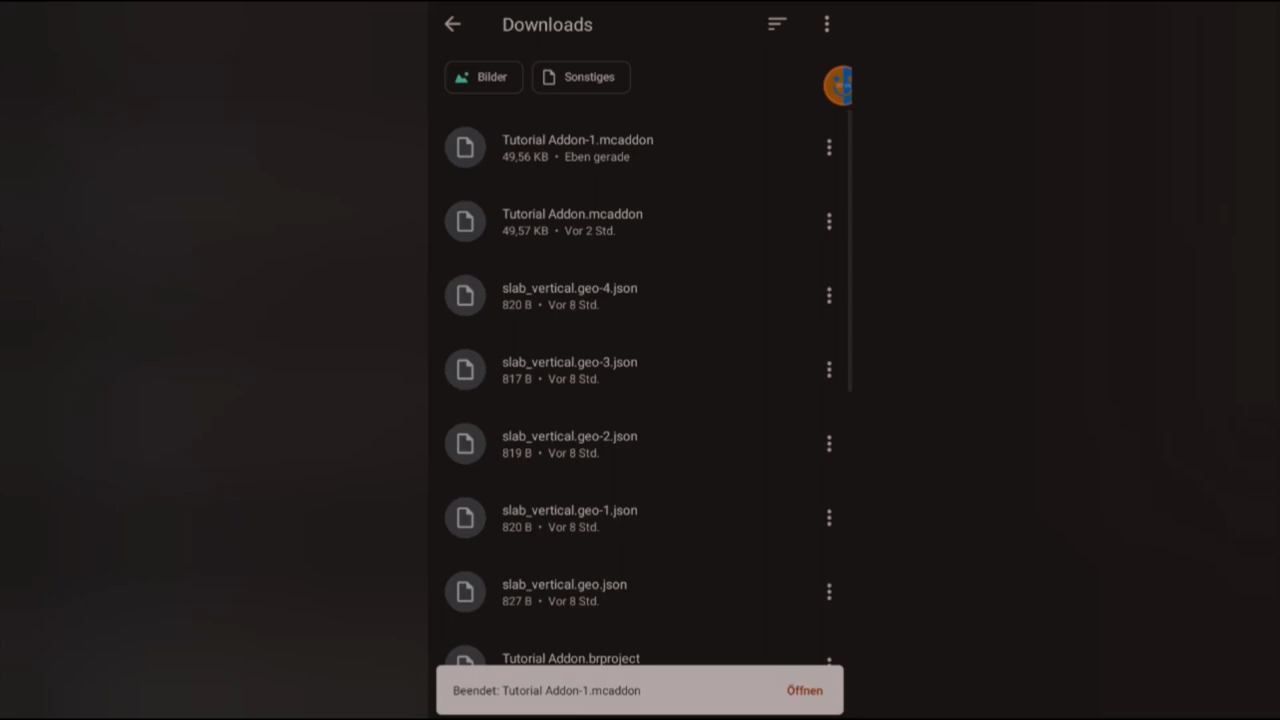 Downloads
Bilder
Sonstiges
Tutorial Addon-1.mcaddon
49,56 KB • Eben gerade
Tutorial Addon.mcaddon
49,57 KB • Vor 2 Std.
slab_vertical.geo-4.json
820 B • Vor 8 Std.
slab_vertical.geo-3.json
817 B • Vor 8 Std.
slab_vertical.geo-2.json
819 B • Vor 8 Std.
slab_vertical.geo-1.json
820 B • Vor 8 Std.
slab_vertical.geo.json
827 B • Vor 8 Std.
Tutorial Addon.brproject
Beendet: Tutorial Addon-1.mcaddon
Öffnen